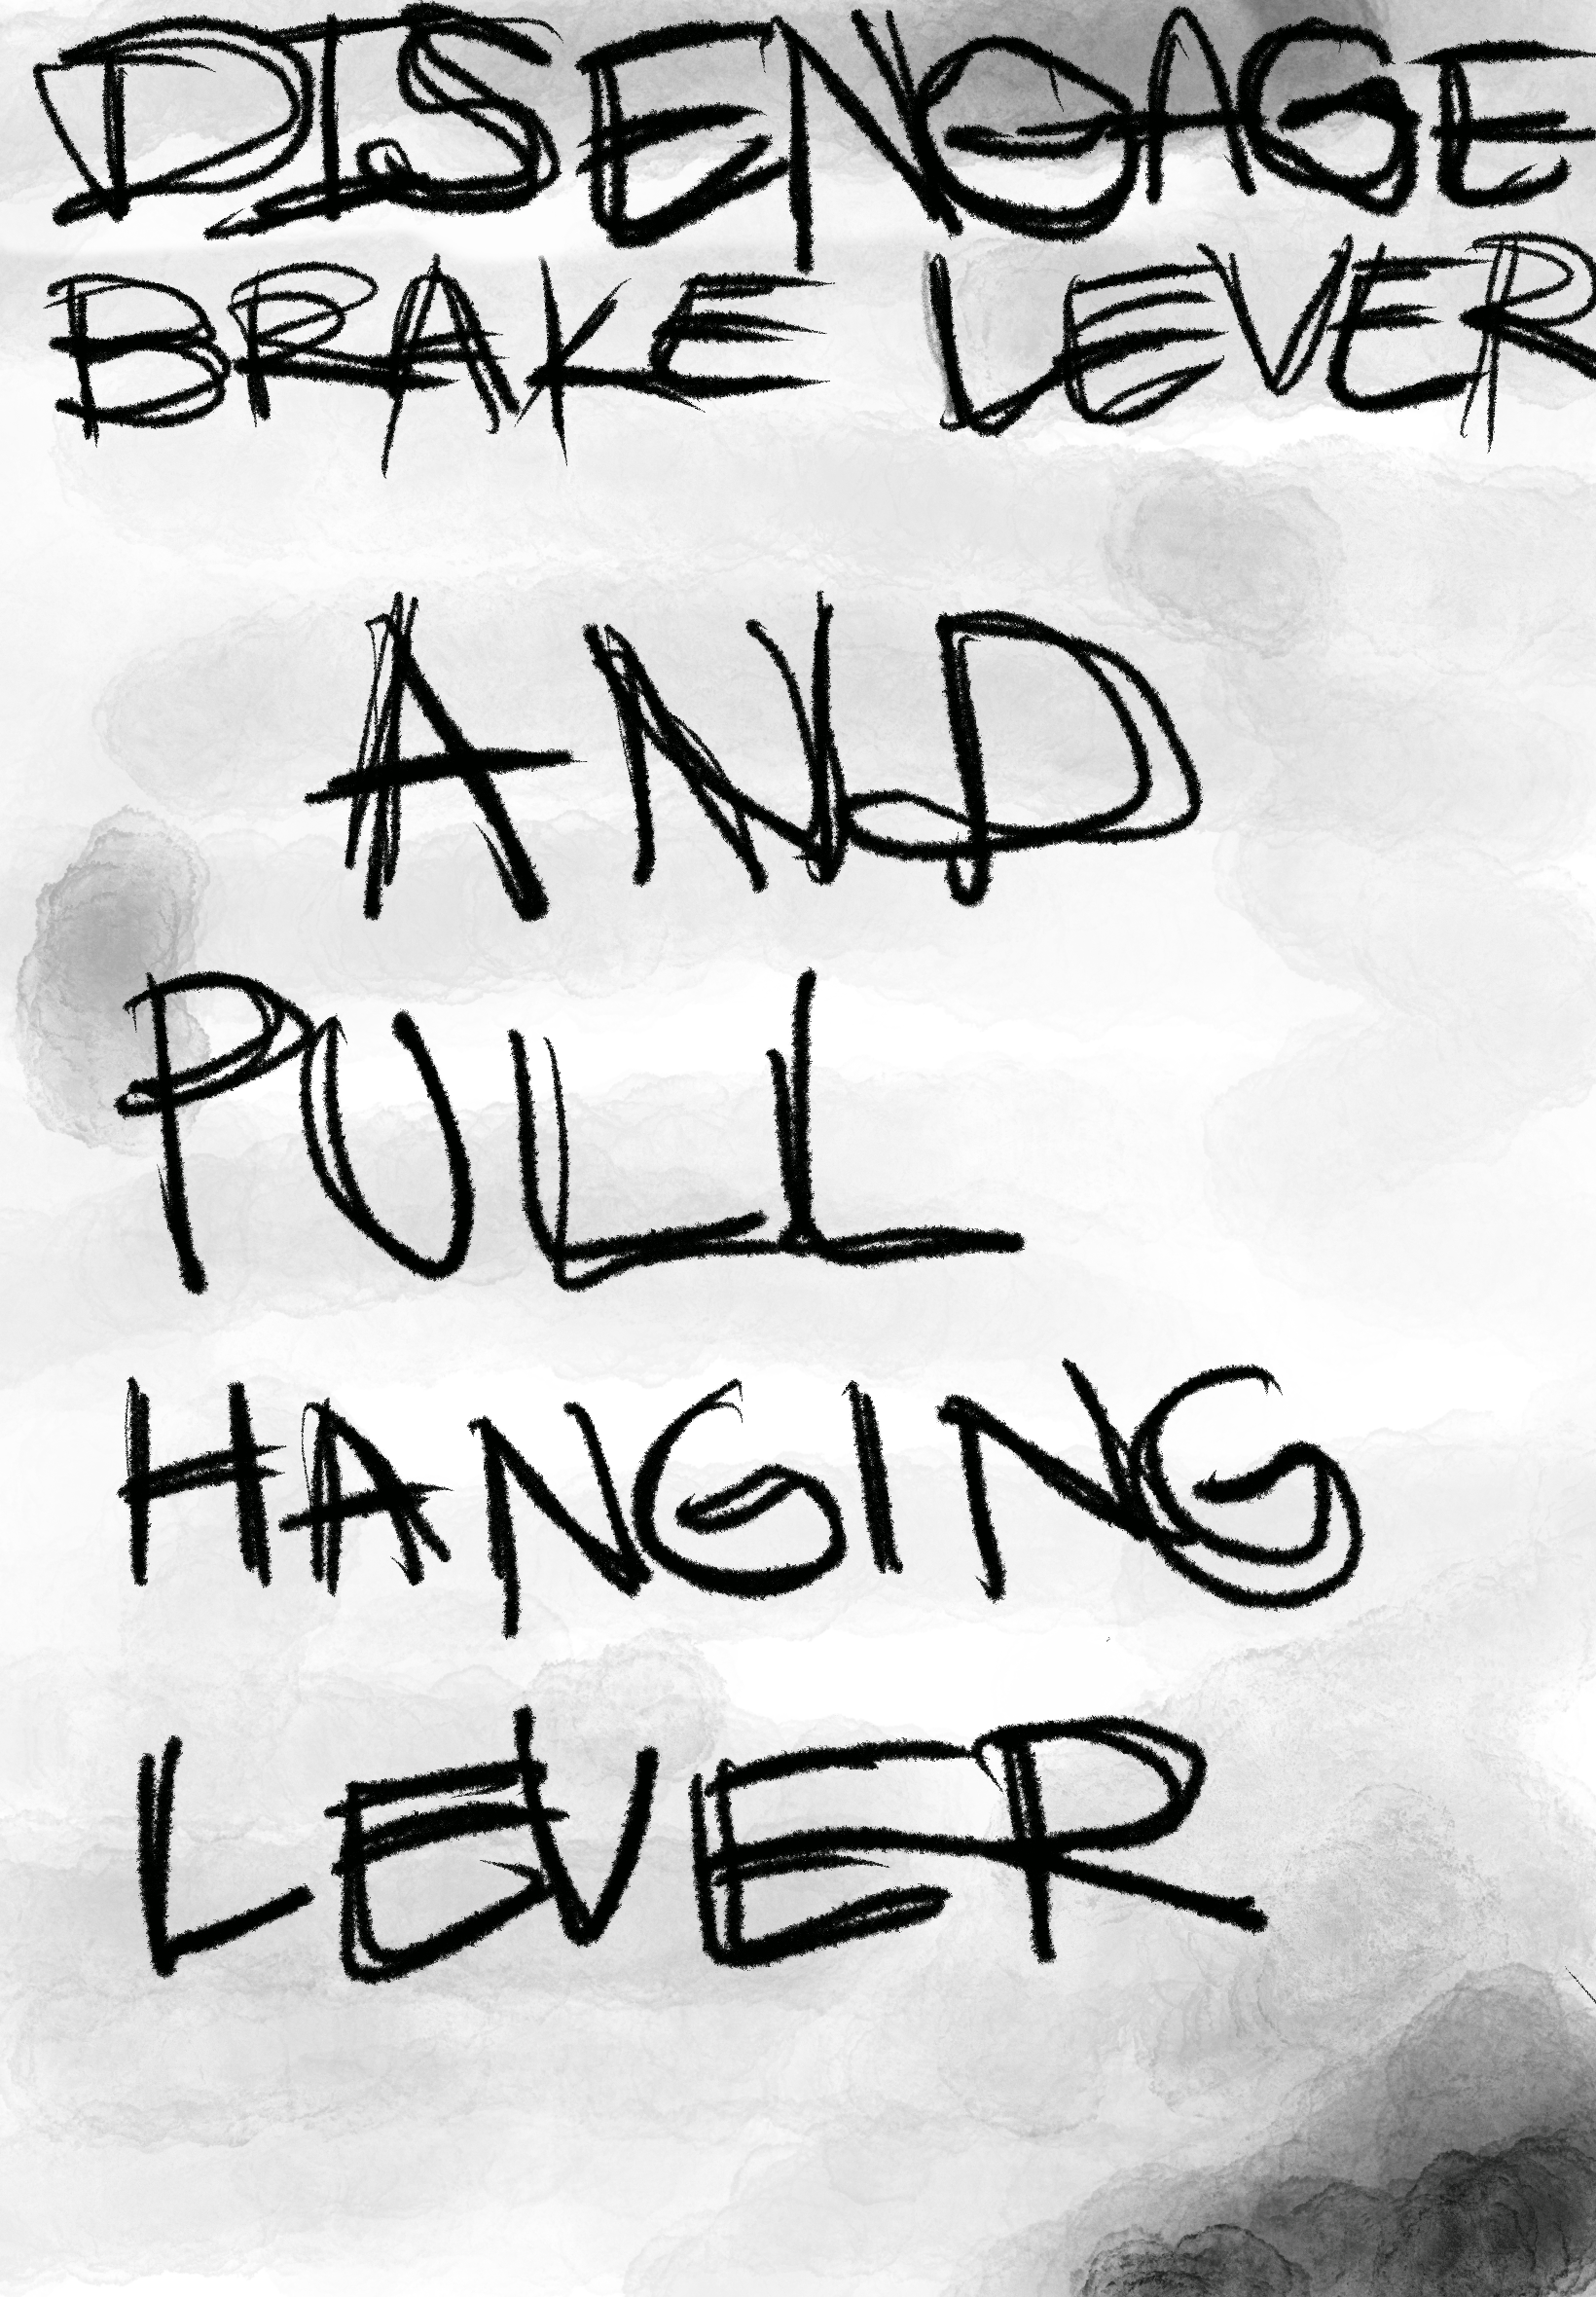 DISENGAGE
BRAKE LEVER
AND
PULL
HANGING
LEVER